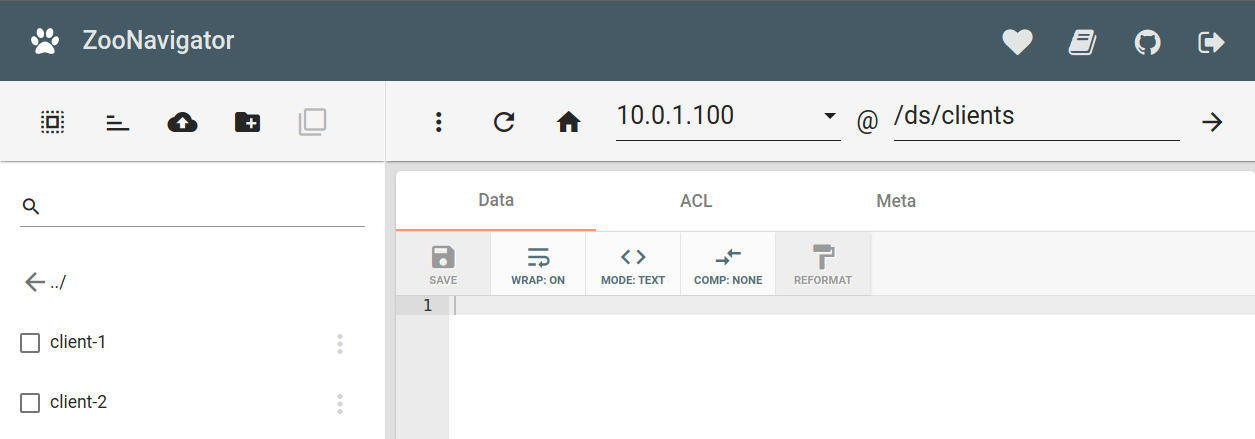 ZooNavigator
10.0.1.100 @ /ds/clients
Data ACL Meta
SAVE WRAP: ON MODE: TEXT COMP: NONE REFORMAT
1
../
client-1
client-2